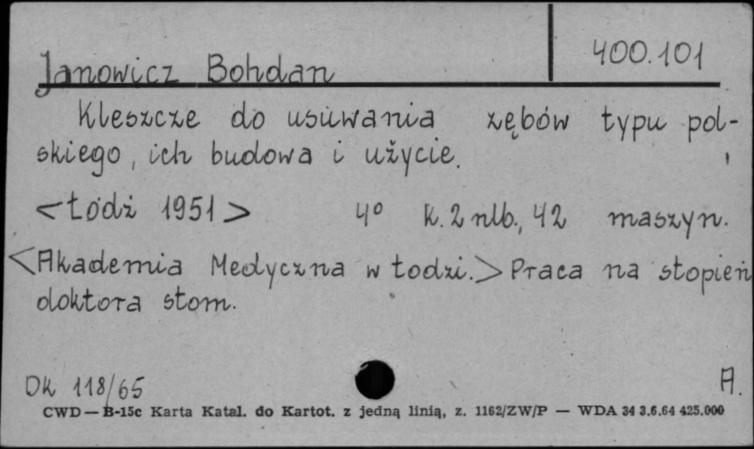 400.101
Janowicz Bohdan
Kleszcze do usuwania zębów typu pol-
skiego, ich budowa i użycie.
<Łódź 1951> 4° k. 2 nlb., 42 maszyn.
<Akademia Medyczna w Łodzi.> Praca na stopień
doktora stom.
Dk 118/65 A.
CWD — B-15c Karta Katal. do Kartot. z jedną linią, z. 1162/ZW/P — WDA 34 3.6.64 425.000